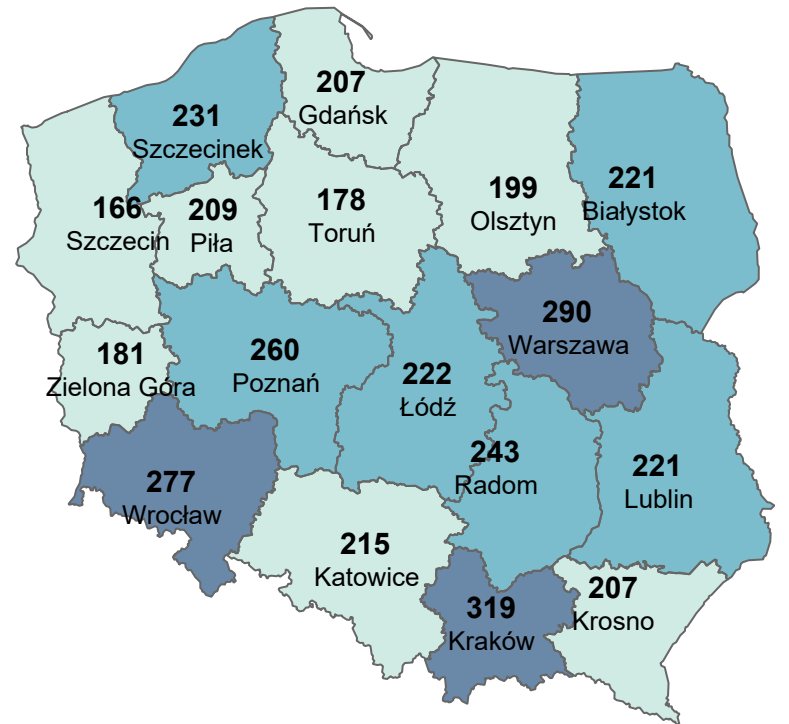 207
Gdańsk
231
Szczecinek
166
Szczecin
209
Piła
178
Toruń
199
Olsztyn
221
Białystok
290
Warszawa
181
Zielona Góra
260
Poznań
222
Łódź
243
Radom
221
Lublin
277
Wrocław
215
Katowice
319
Kraków
207
Krosno